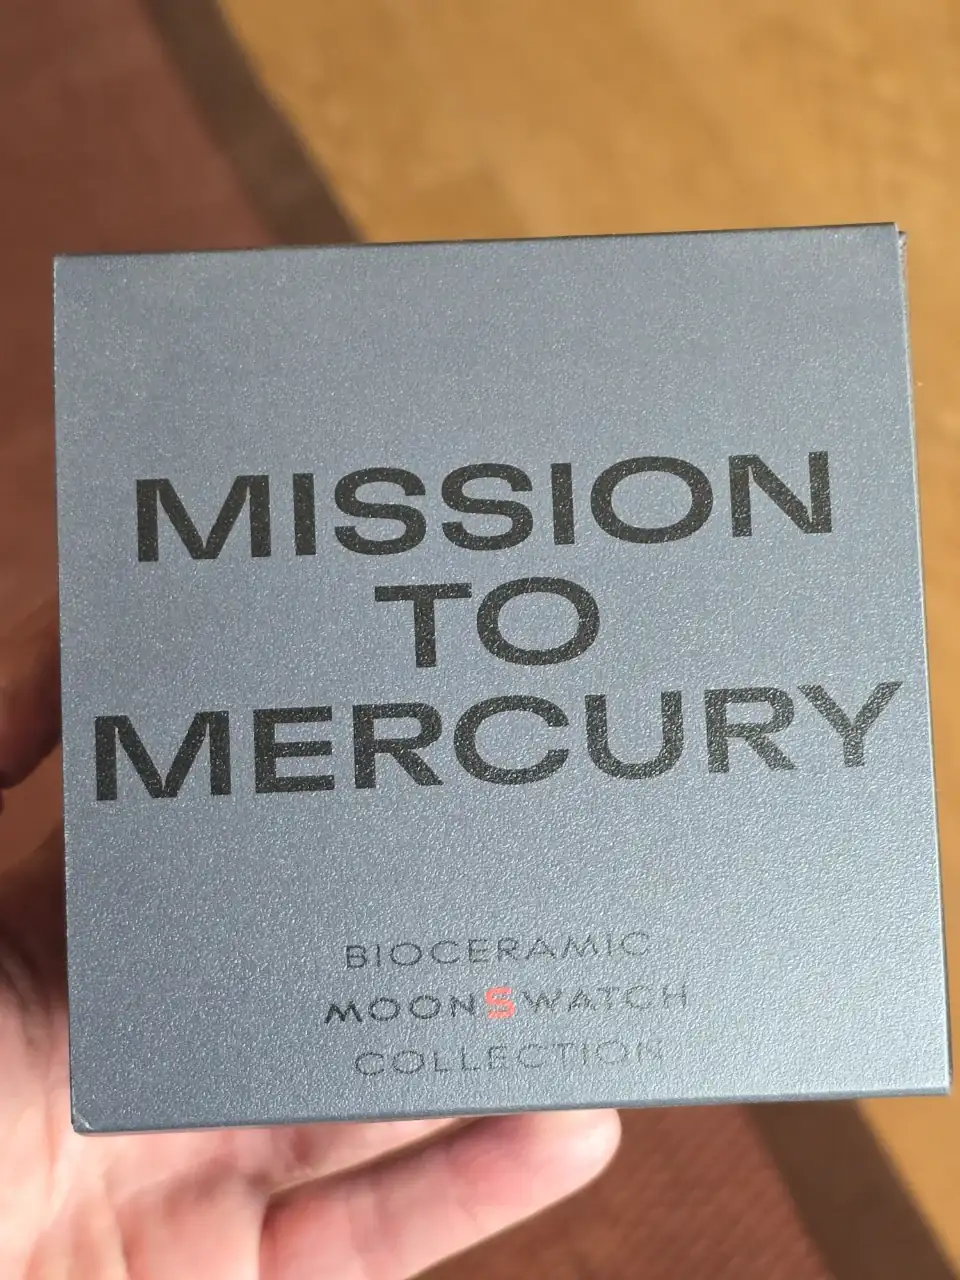 MISSION
TO
MERCURY
BIOCERAMIC
MOONSWATCH
COLLECTION